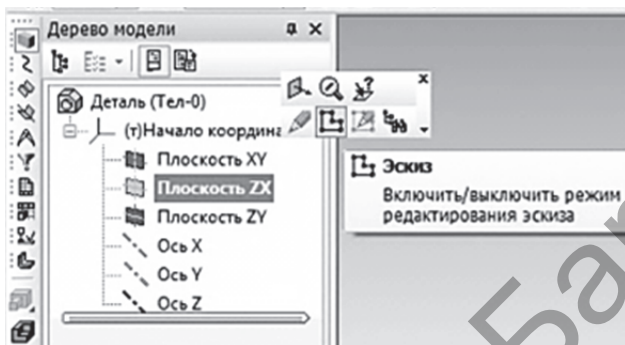 Дерево модели
Деталь (Тел-0)
(т)Начало координа
Плоскость XY
Плоскость ZX
Плоскость ZY
Ось X
Ось Y
Ось Z
Эскиз
Включить/выключить режим
редактирования эскиза